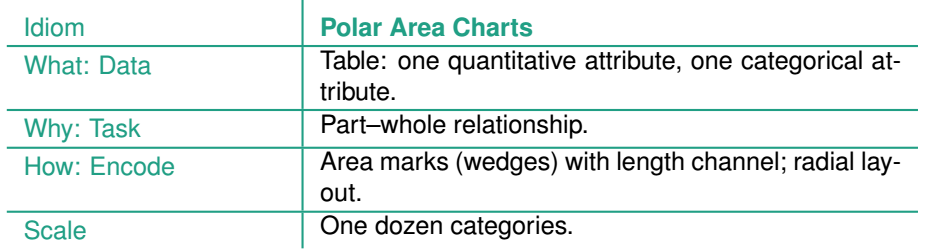 Idiom Polar Area Charts
What: Data Table: one quantitative attribute, one categorical at-
tribute.
Why: Task Part–whole relationship.
How: Encode Area marks (wedges) with length channel; radial lay-
out.
Scale One dozen categories.